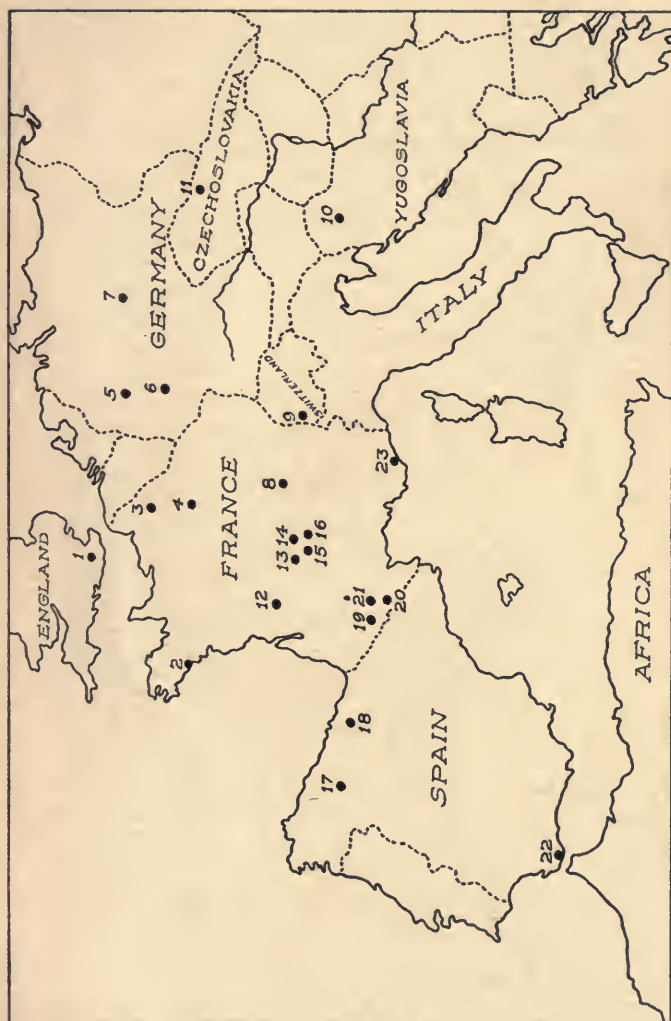 ENGLAND
GERMANY
CZECHOSLOVAKIA
FRANCE
SWITZERLAND
YUGOSLAVIA
ITALY
SPAIN
AFRICA
1
2
3
4
5
6
7
8
9
10
11
12
13
14
15
16
17
18
19
20
21
22
23